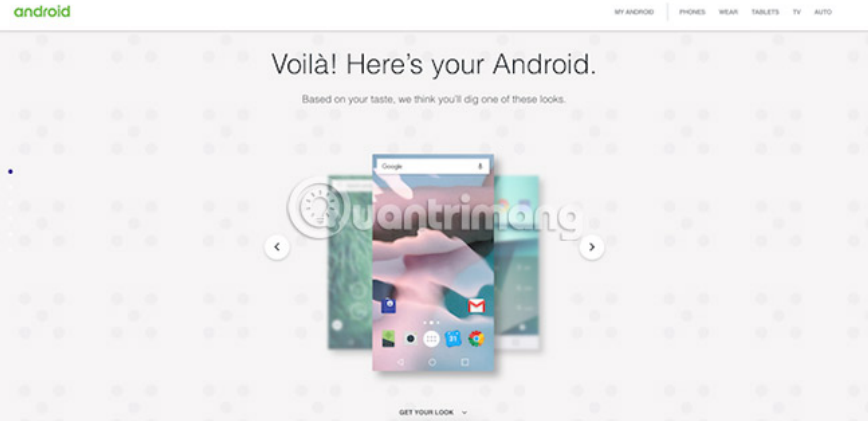 android
MY ANDROID PHONES WEAR TABLETS TV AUTO
Voilà! Here's your Android.
Based on your taste, we think you'll dig one of these looks.
Google
Quantrimang
31
GET YOUR LOOK